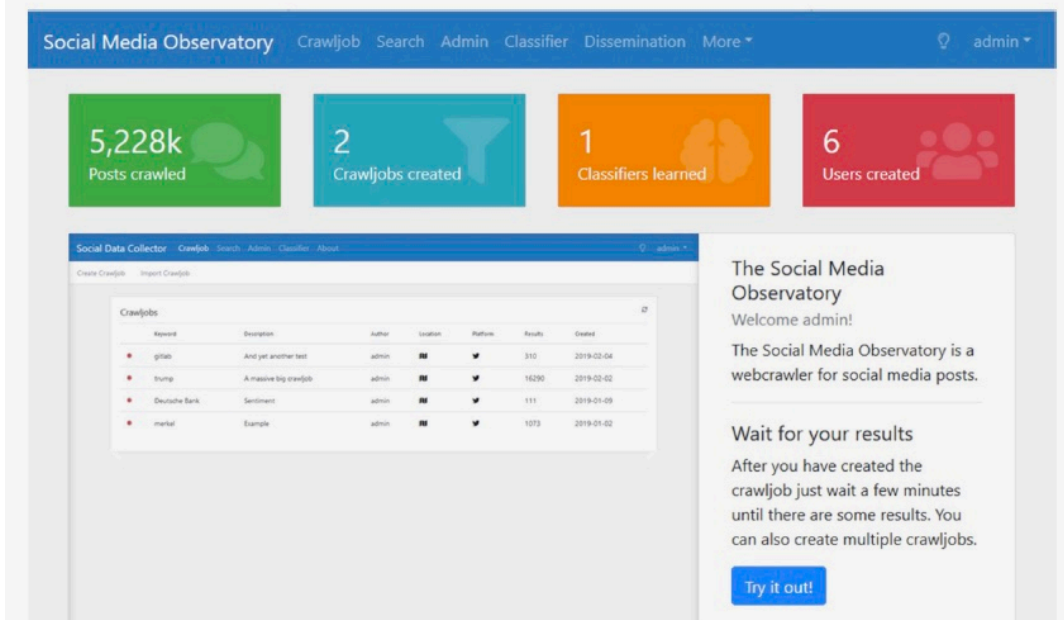 Social Media Observatory Crawljob Search Admin Classifier Dissemination More admin
5,228k
Posts crawled
2
Crawljobs created
1
Classifiers learned
6
Users created
Social Data Collector Crawljob Search Admin Classifier About admin
Create Crawljob Import Crawljob
Crawljobs
Keyword Description Author Location Platform Results Created
gitlab And yet another test admin 310 2019-02-04
trump A massive big crawljob admin 16290 2019-02-02
Deutsche Bank Sentiment admin 111 2019-01-09
merkel Example admin 1073 2019-01-02
The Social Media
Observatory
Welcome admin!
The Social Media Observatory is a
webcrawler for social media posts.
Wait for your results
After you have created the
crawljob just wait a few minutes
until there are some results. You
can also create multiple crawljobs.
Try it out!